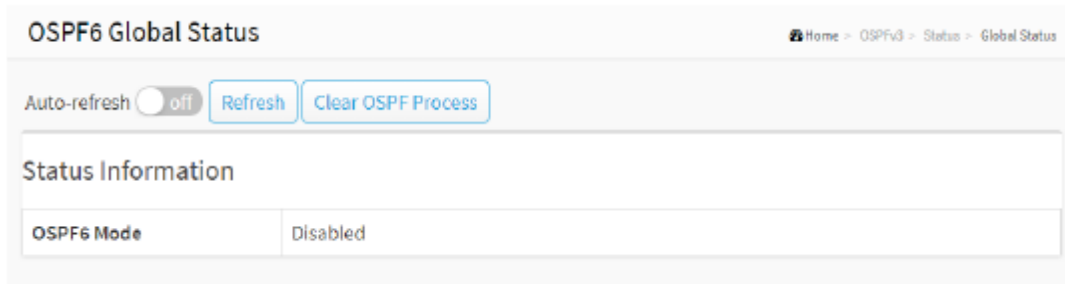 OSPF6 Global Status
Home > OSPFv3 > Status > Global Status
Auto-refresh off Refresh Clear OSPF Process
Status Information
OSPF6 Mode Disabled